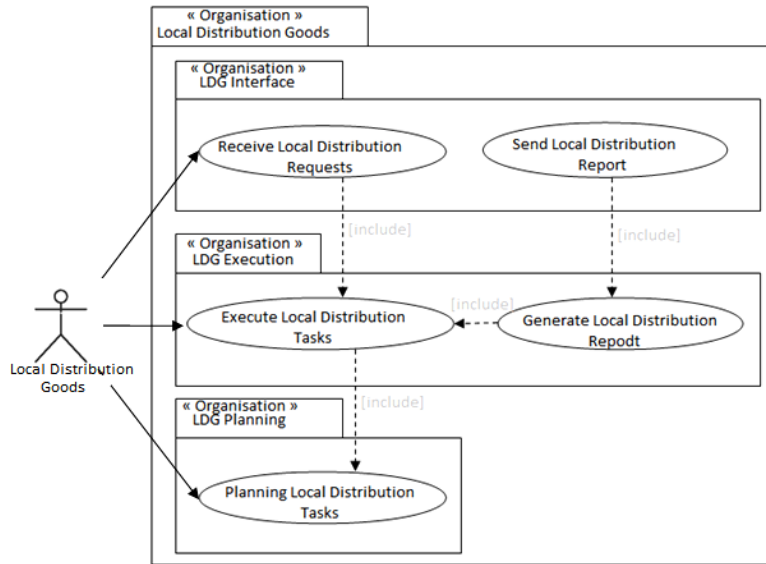 « Organisation »
Local Distribution Goods
« Organisation »
LDG Interface
Receive Local Distribution
Requests
Send Local Distribution
Report
[include]
[include]
« Organisation »
LDG Execution
[include]
Execute Local Distribution
Tasks
Generate Local Distribution
Repodt
Local Distribution
Goods
[include]
« Organisation »
LDG Planning
Planning Local Distribution
Tasks